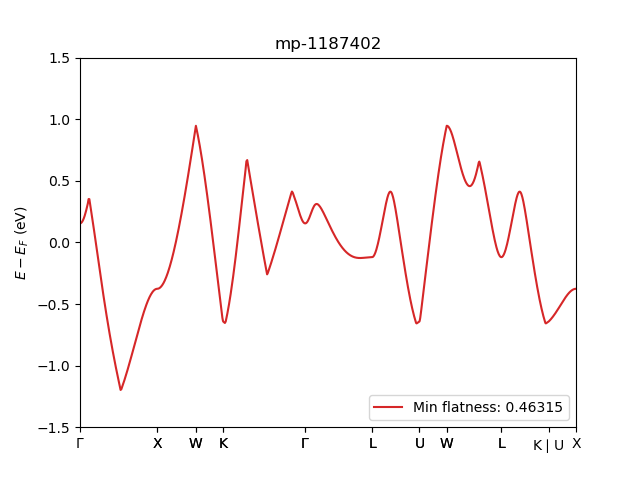 mp-1187402
1.5
1.0
0.5
0.0
−0.5
−1.0
−1.5
E − E_F (eV)
Min flatness: 0.46315
Γ X W K Γ L U W L K | U X